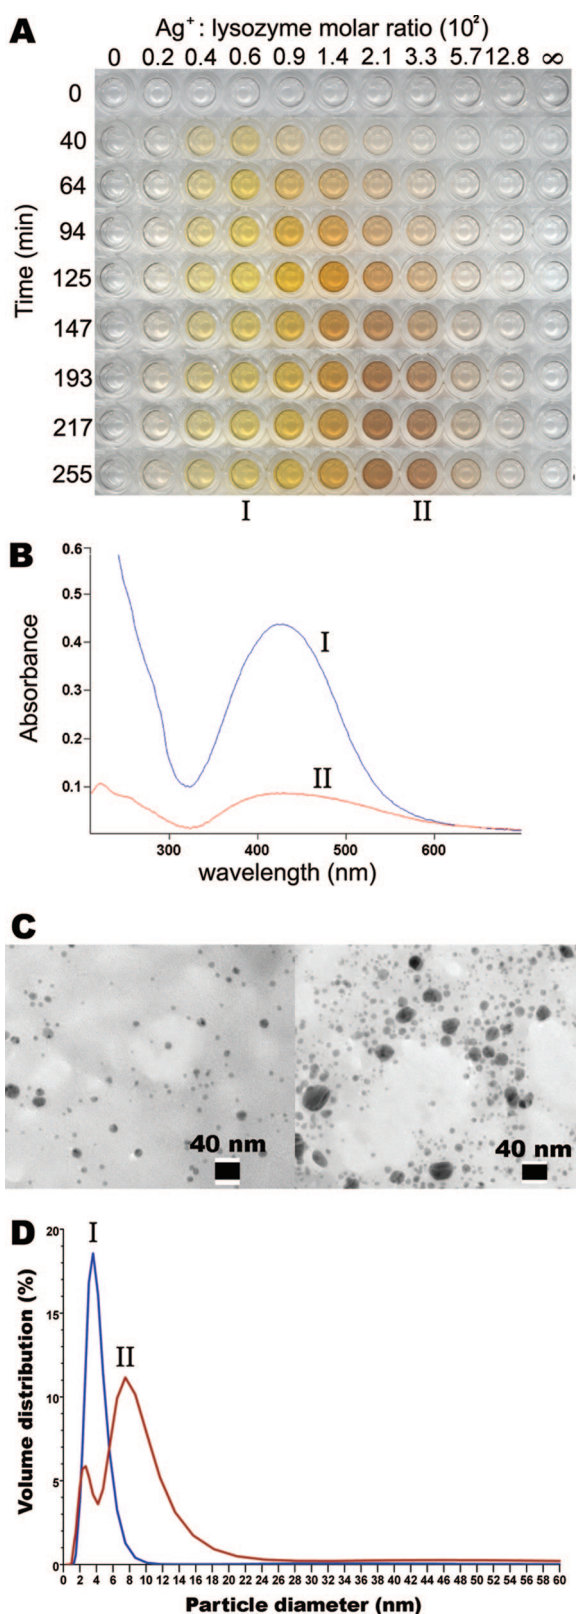 A
Ag⁺ : lysozyme molar ratio (10²)
0 0.2 0.4 0.6 0.9 1.4 2.1 3.3 5.7 12.8 ∞
Time (min)
0
40
64
94
125
147
193
217
255
I II
B
Absorbance
0.6
0.5
0.4
0.3
0.2
0.1
I
II
300 400 500 600
wavelength (nm)
C
40 nm 40 nm
D
Volume distribution (%)
20
15
10
5
0
I
II
0 2 4 6 8 10 12 14 16 18 20 22 24 26 28 30 32 34 36 38 40 42 44 46 48 50 52 54 56 58 60
Particle diameter (nm)